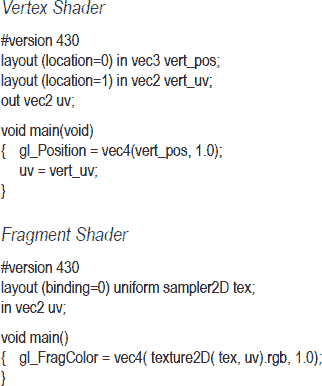 Vertex Shader
#version 430
layout (location=0) in vec3 vert_pos;
layout (location=1) in vec2 vert_uv;
out vec2 uv;
void main(void)
{ gl_Position = vec4(vert_pos, 1.0);
uv = vert_uv;
}
Fragment Shader
#version 430
layout (binding=0) uniform sampler2D tex;
in vec2 uv;
void main()
{ gl_FragColor = vec4( texture2D( tex, uv).rgb, 1.0);
}